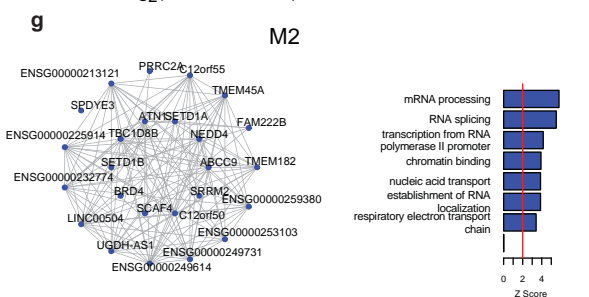 g
M2
PRRC2A
C12orf55
ENSG00000213121
TMEM45A
SPDYE3
ATN1
SETD1A
FAM222B
ENSG00000225914
TBC1D8B
NEDD4
SETD1B
ABCC9
TMEM182
ENSG00000232774
BRD4
SRRM2
ENSG00000259380
SCAF4
C12orf50
LINC00504
ENSG00000253103
UGDH-AS1
ENSG00000249731
ENSG00000249614
mRNA processing
RNA splicing
transcription from RNA
polymerase II promoter
chromatin binding
nucleic acid transport
establishment of RNA
localization
respiratory electron transport
chain
0 2 4
Z Score